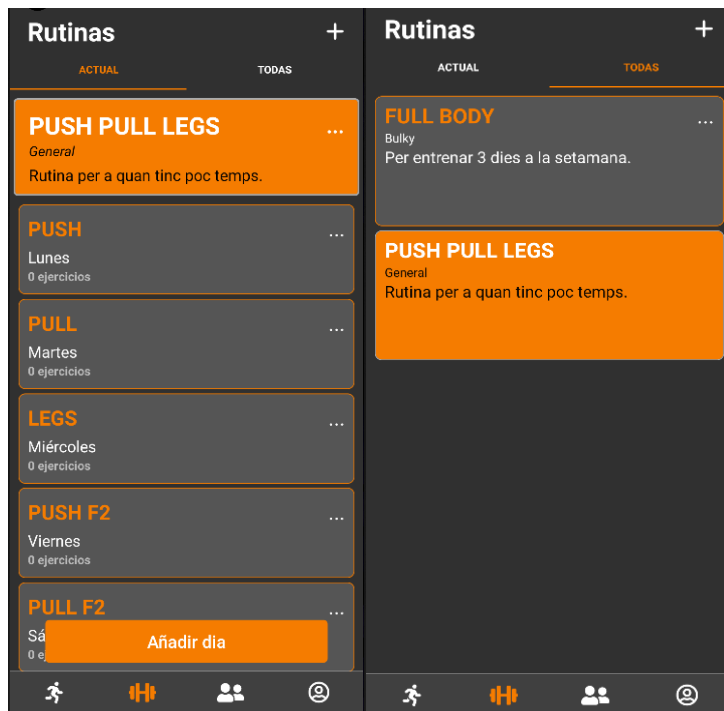 Rutinas
ACTUAL TODAS
PUSH PULL LEGS
General
Rutina per a quan tinc poc temps.
PUSH
Lunes
0 ejercicios
PULL
Martes
0 ejercicios
LEGS
Miércoles
0 ejercicios
PUSH F2
Viernes
0 ejercicios
PULL F2
Añadir dia
Rutinas
ACTUAL TODAS
FULL BODY
Bulky
Per entrenar 3 dies a la setamana.
PUSH PULL LEGS
General
Rutina per a quan tinc poc temps.